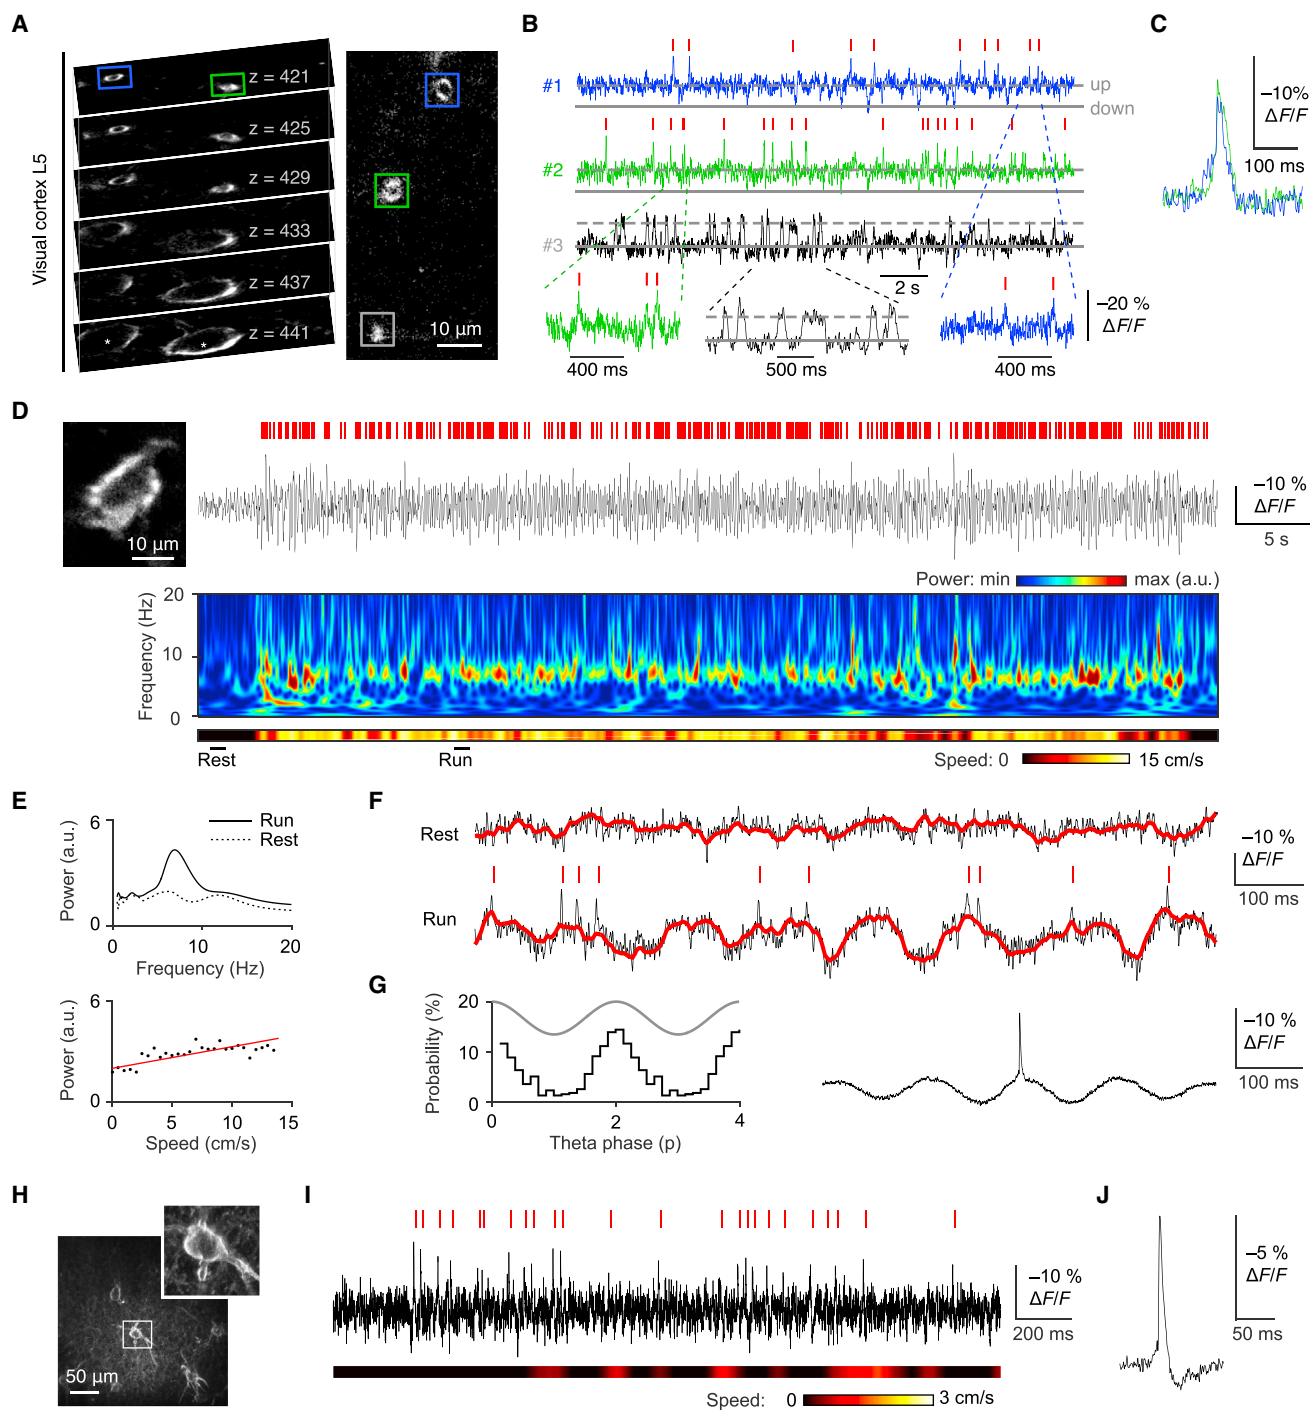 A
Visual cortex L5
z = 421
z = 425
z = 429
z = 433
z = 437
z = 441
* *
10 µm
B
#1
up
down
#2
#3
2 s
–20 %
ΔF/F
400 ms
500 ms
400 ms
C
–10%
ΔF/F
100 ms
D
10 µm
–10 %
ΔF/F
5 s
Power: min max (a.u.)
Frequency (Hz)
20
10
0
Rest
Run
Speed: 0 15 cm/s
E
Power (a.u.)
6
0
Run
Rest
0 10 20
Frequency (Hz)
Power (a.u.)
6
0
0 5 10 15
Speed (cm/s)
F
Rest
Run
–10 %
ΔF/F
100 ms
G
Probability (%)
20
10
0
0 2 4
Theta phase (p)
–10 %
ΔF/F
100 ms
H
50 µm
I
–10 %
ΔF/F
200 ms
Speed: 0 3 cm/s
J
–5 %
ΔF/F
50 ms